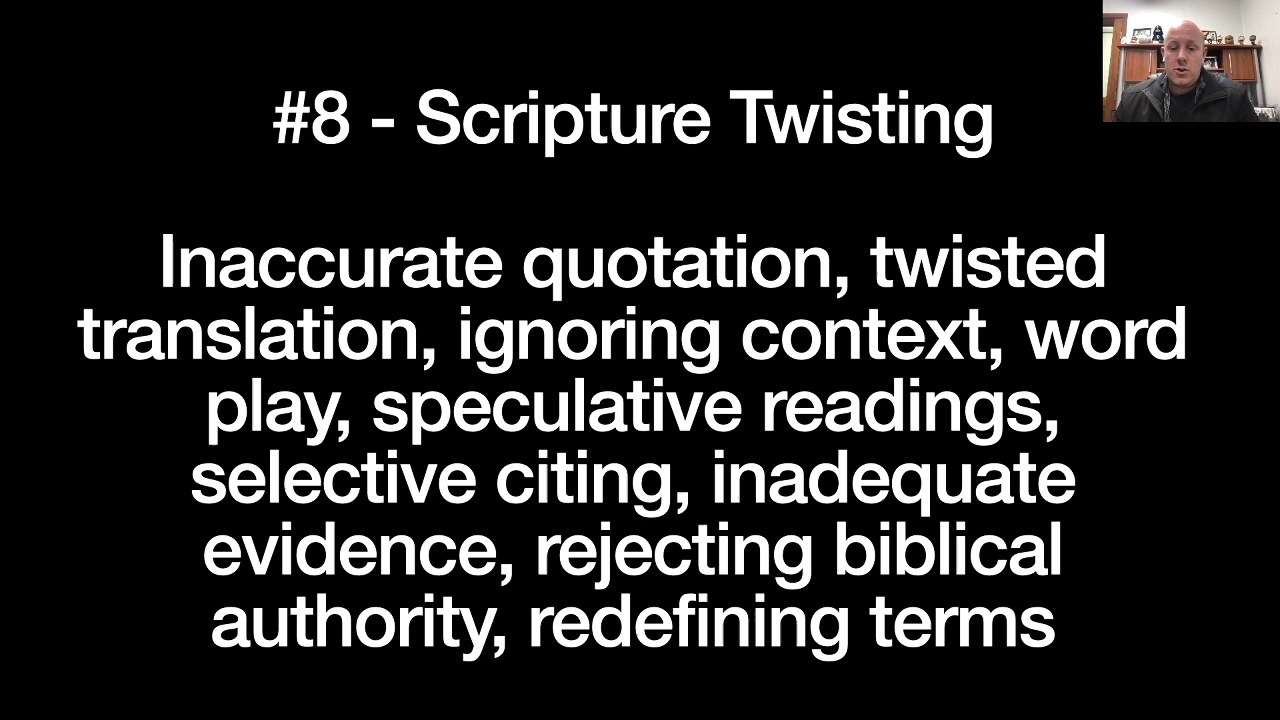 #8 - Scripture Twisting
Inaccurate quotation, twisted
translation, ignoring context, word
play, speculative readings,
selective citing, inadequate
evidence, rejecting biblical
authority, redefining terms